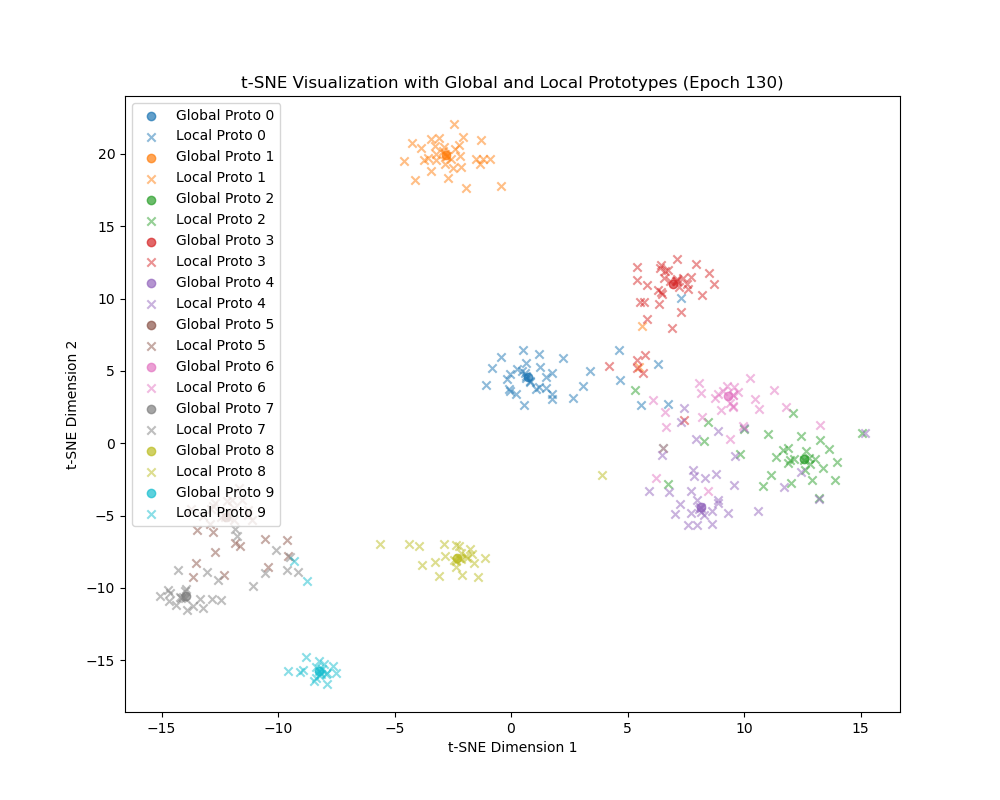 t-SNE Visualization with Global and Local Prototypes (Epoch 130)
Global Proto 0
Local Proto 0
Global Proto 1
Local Proto 1
Global Proto 2
Local Proto 2
Global Proto 3
Local Proto 3
Global Proto 4
Local Proto 4
Global Proto 5
Local Proto 5
Global Proto 6
Local Proto 6
Global Proto 7
Local Proto 7
Global Proto 8
Local Proto 8
Global Proto 9
Local Proto 9
20
15
10
5
0
−5
−10
−15
t-SNE Dimension 2
−15 −10 −5 0 5 10 15
t-SNE Dimension 1